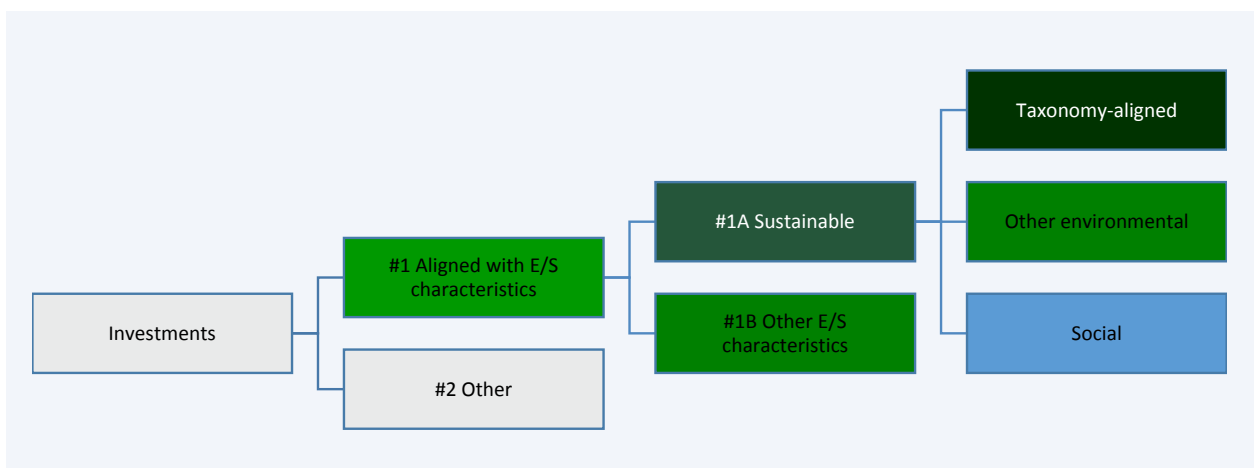 Investments
#1 Aligned with E/S
characteristics
#2 Other
#1A Sustainable
#1B Other E/S
characteristics
Taxonomy-aligned
Other environmental
Social